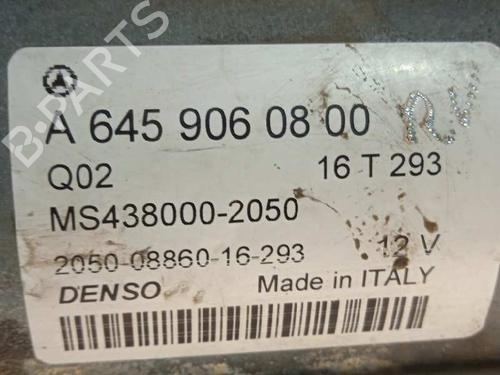 B-PARTS
A 645 906 08 00
Q02 16 T 293
MS438000-2050
2050-08860-16-293 12 V
DENSO Made in ITALY